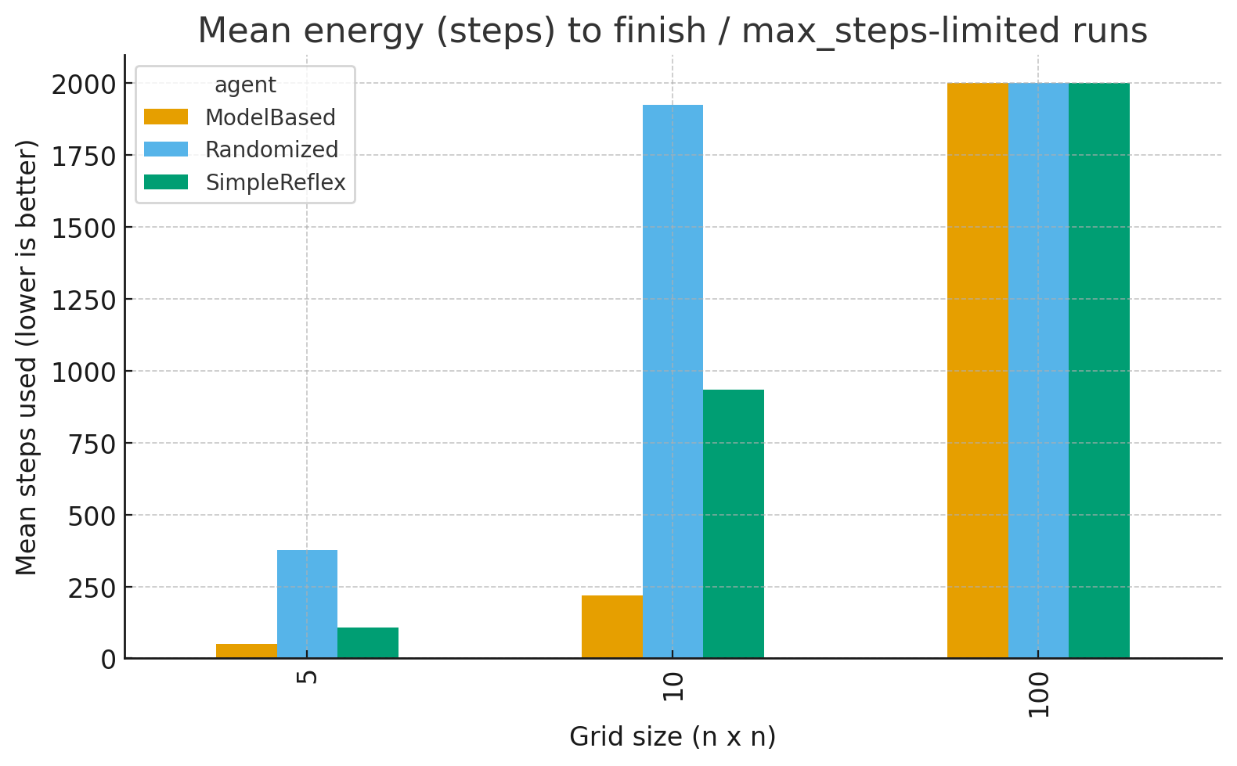 Mean energy (steps) to finish / max_steps-limited runs
agent
ModelBased
Randomized
SimpleReflex
Mean steps used (lower is better)
2000
1750
1500
1250
1000
750
500
250
0
5
10
100
Grid size (n x n)